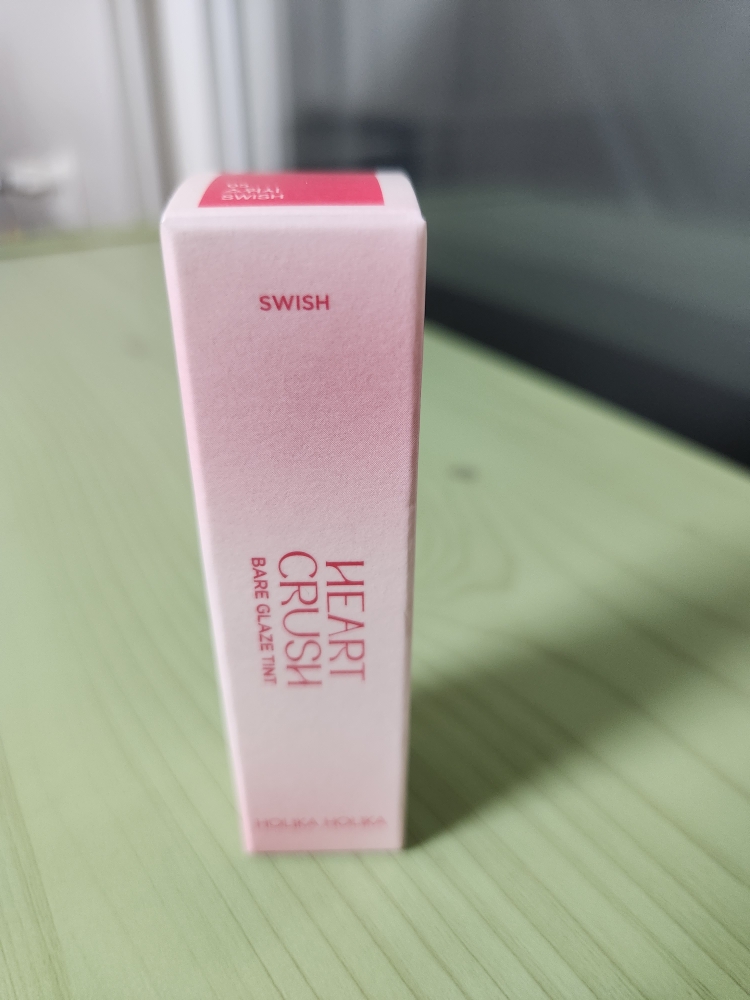 SWISH
SWISH
HEART
CRUSH
BARE GLAZE TINT
HOLIKA HOLIKA